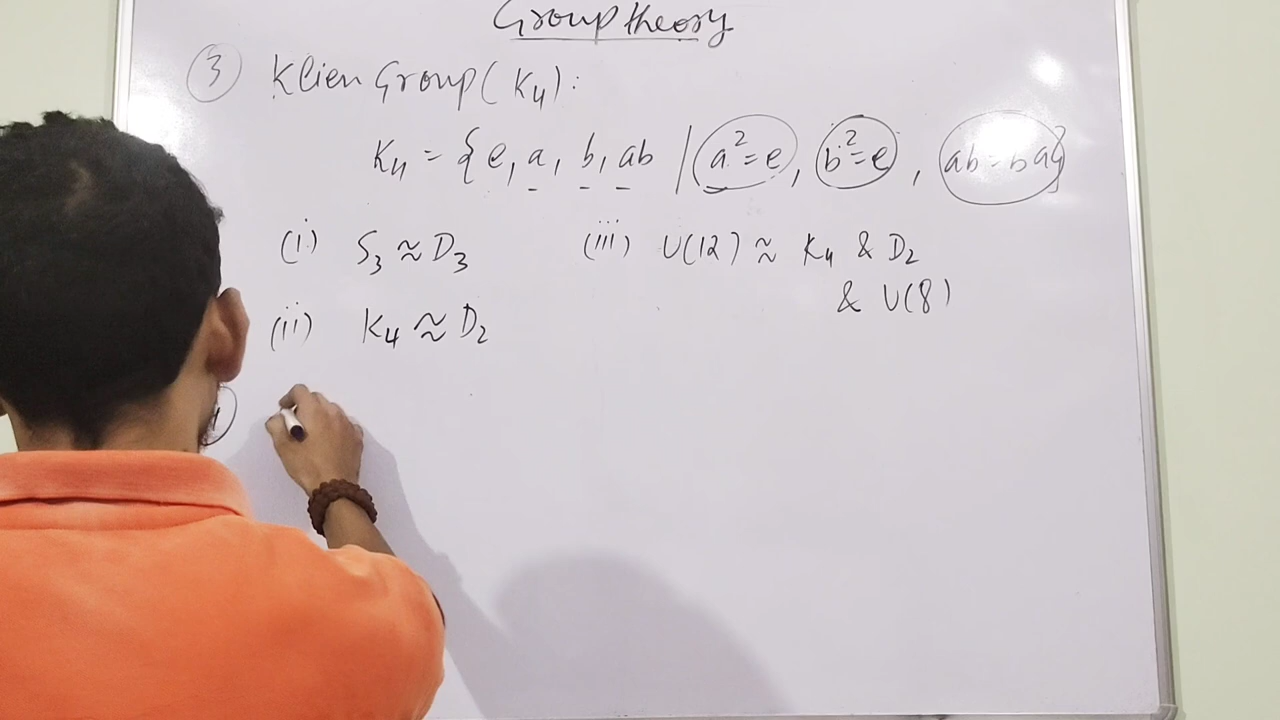 Group theory
③ Klien Group (K₄):
K₄ = {e, a, b, ab | a²=e, b²=e, ab=ba}
(i) S₃ ≈ D₃
(iii) U(12) ≈ K₄ & D₂
& U(8)
(ii) K₄ ≈ D₂